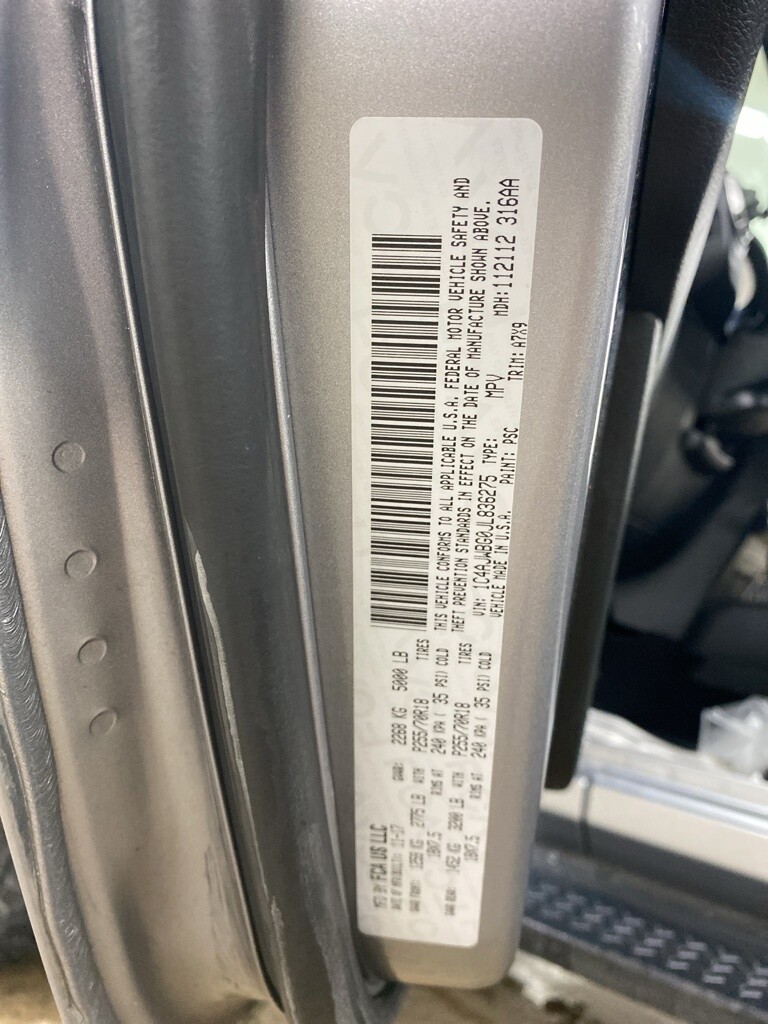 MFD BY FCA US LLC
DATE OF MFR 11-17 GVWR: 2268 KG 5000 LB
GAWR FRONT: 1259 KG 2775 LB WITH P255/70R18 TIRES
18X7.5 RIMS AT 240 KPA ( 35 PSI) COLD
GAWR REAR: 1452 KG 3200 LB WITH P255/70R18 TIRES
18X7.5 RIMS AT 240 KPA ( 35 PSI) COLD
THIS VEHICLE CONFORMS TO ALL APPLICABLE U.S.A. FEDERAL MOTOR VEHICLE SAFETY AND
THEFT PREVENTION STANDARDS IN EFFECT ON THE DATE OF MANUFACTURE SHOWN ABOVE.
VIN: 1C4AJWBG0JL836275 TYPE: MPV MDH:112112 316AA
VEHICLE MADE IN U.S.A. PAINT: PSC TRIM: A7X9